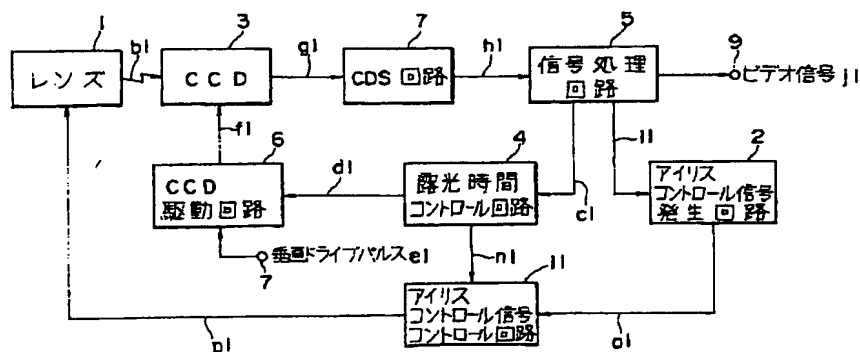 1
レンズ
b1
3
CCD
g1
7
CDS回路
h1
5
信号処理
回路
9
ビデオ信号 j1
f1
6
CCD
駆動回路
d1
4
露光時間
コントロール回路
c1
i1
2
アイリス
コントロール信号
発生回路
垂直ドライブパルスe1
7
n1
11
アイリス
コントロール信号
コントロール回路
p1
o1